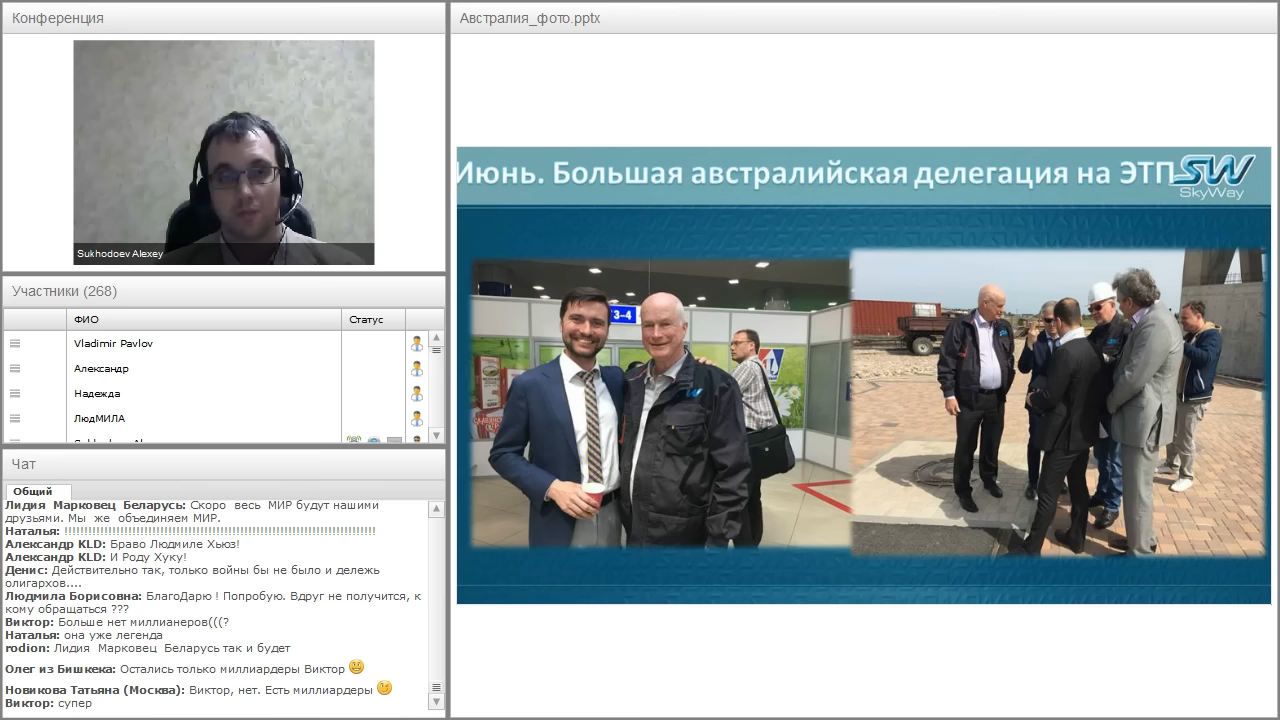 Конференция
Sukhodoev Alexey
Участники (268)
ФИО
Статус
Vladimir Pavlov
Александр
Надежда
ЛюдМИЛА
Чат
Общий
Лидия Марковец Беларусь: Скоро весь МИР будут нашими
друзьями. Мы же объединяем МИР.
Наталья: !!!!!!!!!!!!!!!!!!!!!!!!!!!!!!!!!!!!!!!!!!!!!!!!!!!!!!!!!!!!!!!!!!!!!!!!!!!!!!
Александр KLD: Браво Людмиле Хьюз!
Александр KLD: И Роду Хуку!
Денис: Действительно так, только войны бы не было и дележь
олигархов....
Людмила Борисовна: БлагоДарю ! Попробую. Вдруг не получится, к
кому обращаться ???
Виктор: Больше нет миллианеров(((?
Наталья: она уже легенда
rodion: Лидия Марковец Беларусь так и будет
Олег из Бишкека: Остались только миллиардеры Виктор
Новикова Татьяна (Москва): Виктор, нет. Есть миллиардеры
Виктор: супер
Австралия_фото.pptx
Июнь. Большая австралийская делегация на ЭТП
SW
SkyWay
3–4